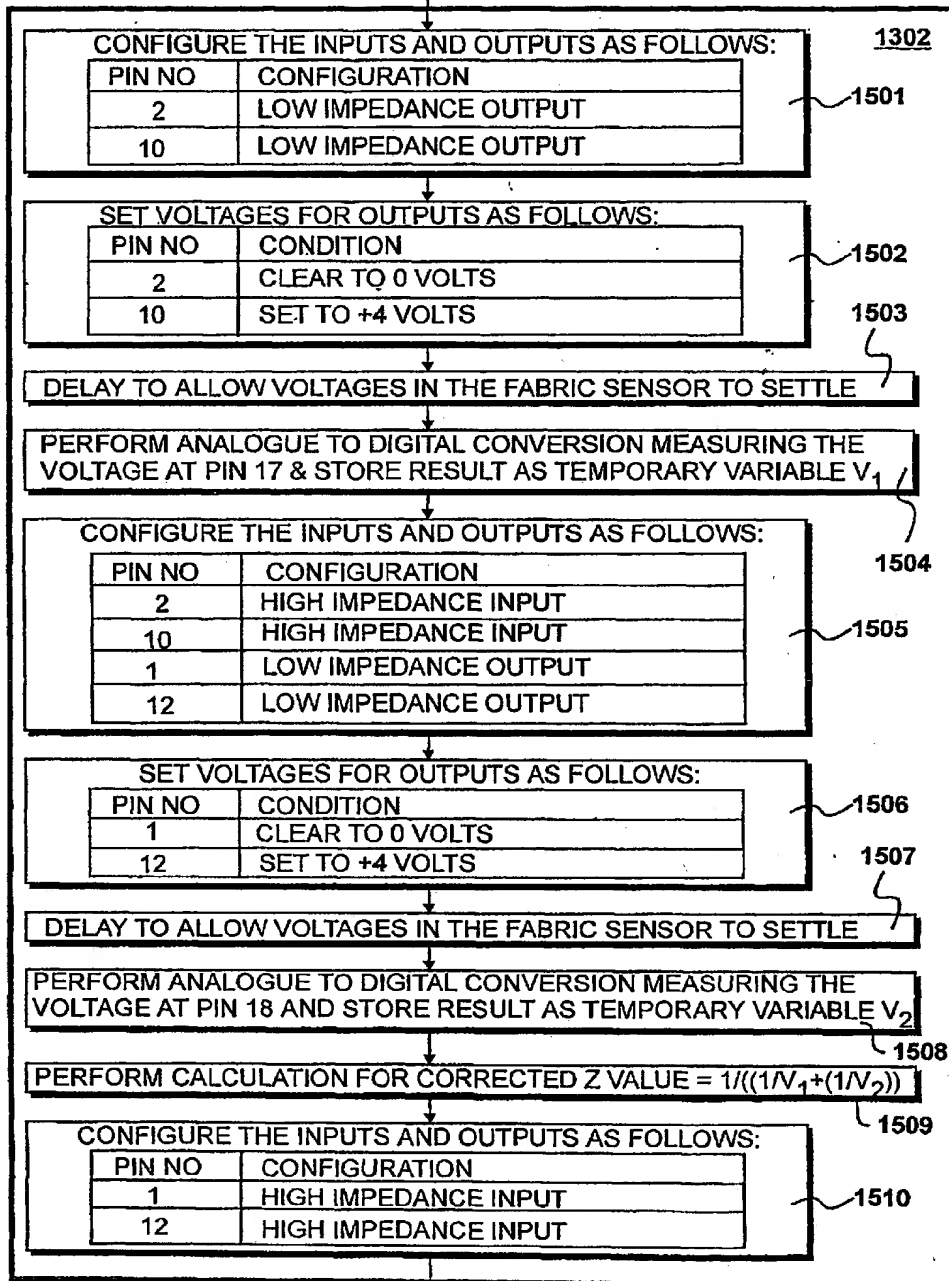 1302
CONFIGURE THE INPUTS AND OUTPUTS AS FOLLOWS:
PIN NO CONFIGURATION
2 LOW IMPEDANCE OUTPUT
10 LOW IMPEDANCE OUTPUT
1501
SET VOLTAGES FOR OUTPUTS AS FOLLOWS:
PIN NO CONDITION
2 CLEAR TO 0 VOLTS
10 SET TO +4 VOLTS
1502
1503
DELAY TO ALLOW VOLTAGES IN THE FABRIC SENSOR TO SETTLE
PERFORM ANALOGUE TO DIGITAL CONVERSION MEASURING THE
VOLTAGE AT PIN 17 & STORE RESULT AS TEMPORARY VARIABLE V1
1504
CONFIGURE THE INPUTS AND OUTPUTS AS FOLLOWS:
PIN NO CONFIGURATION
2 HIGH IMPEDANCE INPUT
10 HIGH IMPEDANCE INPUT
1 LOW IMPEDANCE OUTPUT
12 LOW IMPEDANCE OUTPUT
1505
SET VOLTAGES FOR OUTPUTS AS FOLLOWS:
PIN NO CONDITION
1 CLEAR TO 0 VOLTS
12 SET TO +4 VOLTS
1506
1507
DELAY TO ALLOW VOLTAGES IN THE FABRIC SENSOR TO SETTLE
PERFORM ANALOGUE TO DIGITAL CONVERSION MEASURING THE
VOLTAGE AT PIN 18 AND STORE RESULT AS TEMPORARY VARIABLE V2
1508
PERFORM CALCULATION FOR CORRECTED Z VALUE = 1/((1/V1+(1/V2))
1509
CONFIGURE THE INPUTS AND OUTPUTS AS FOLLOWS:
PIN NO CONFIGURATION
1 HIGH IMPEDANCE INPUT
12 HIGH IMPEDANCE INPUT
1510